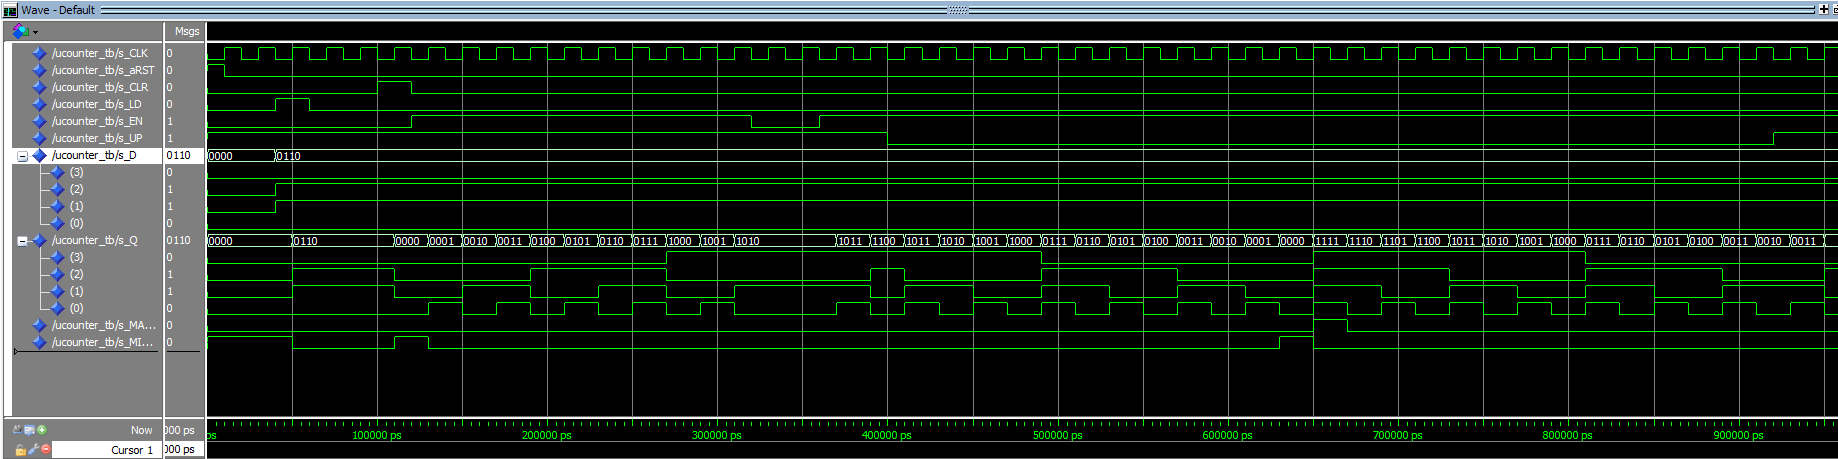 Wave - Default
Msgs
/ucounter_tb/s_CLK 0
/ucounter_tb/s_aRST 0
/ucounter_tb/s_CLR 0
/ucounter_tb/s_LD 0
/ucounter_tb/s_EN 1
/ucounter_tb/s_UP 1
/ucounter_tb/s_D 0110 0000 0110
(3) 0
(2) 1
(1) 1
(0) 0
/ucounter_tb/s_Q 0110 0000 0110 0000 0001 0010 0011 0100 0101 0110 0111 1000 1001 1010 1011 1100 1011 1010 1001 1000 0111 0110 0101 0100 0011 0010 0001 0000 1111 1110 1101 1100 1011 1010 1001 1000 0111 0110 0101 0100 0011 0010 0011
(3) 0
(2) 1
(1) 1
(0) 0
/ucounter_tb/s_MA... 0
/ucounter_tb/s_MI... 0
Now 000 ps ps 100000 ps 200000 ps 300000 ps 400000 ps 500000 ps 600000 ps 700000 ps 800000 ps 900000 ps
Cursor 1 000 ps